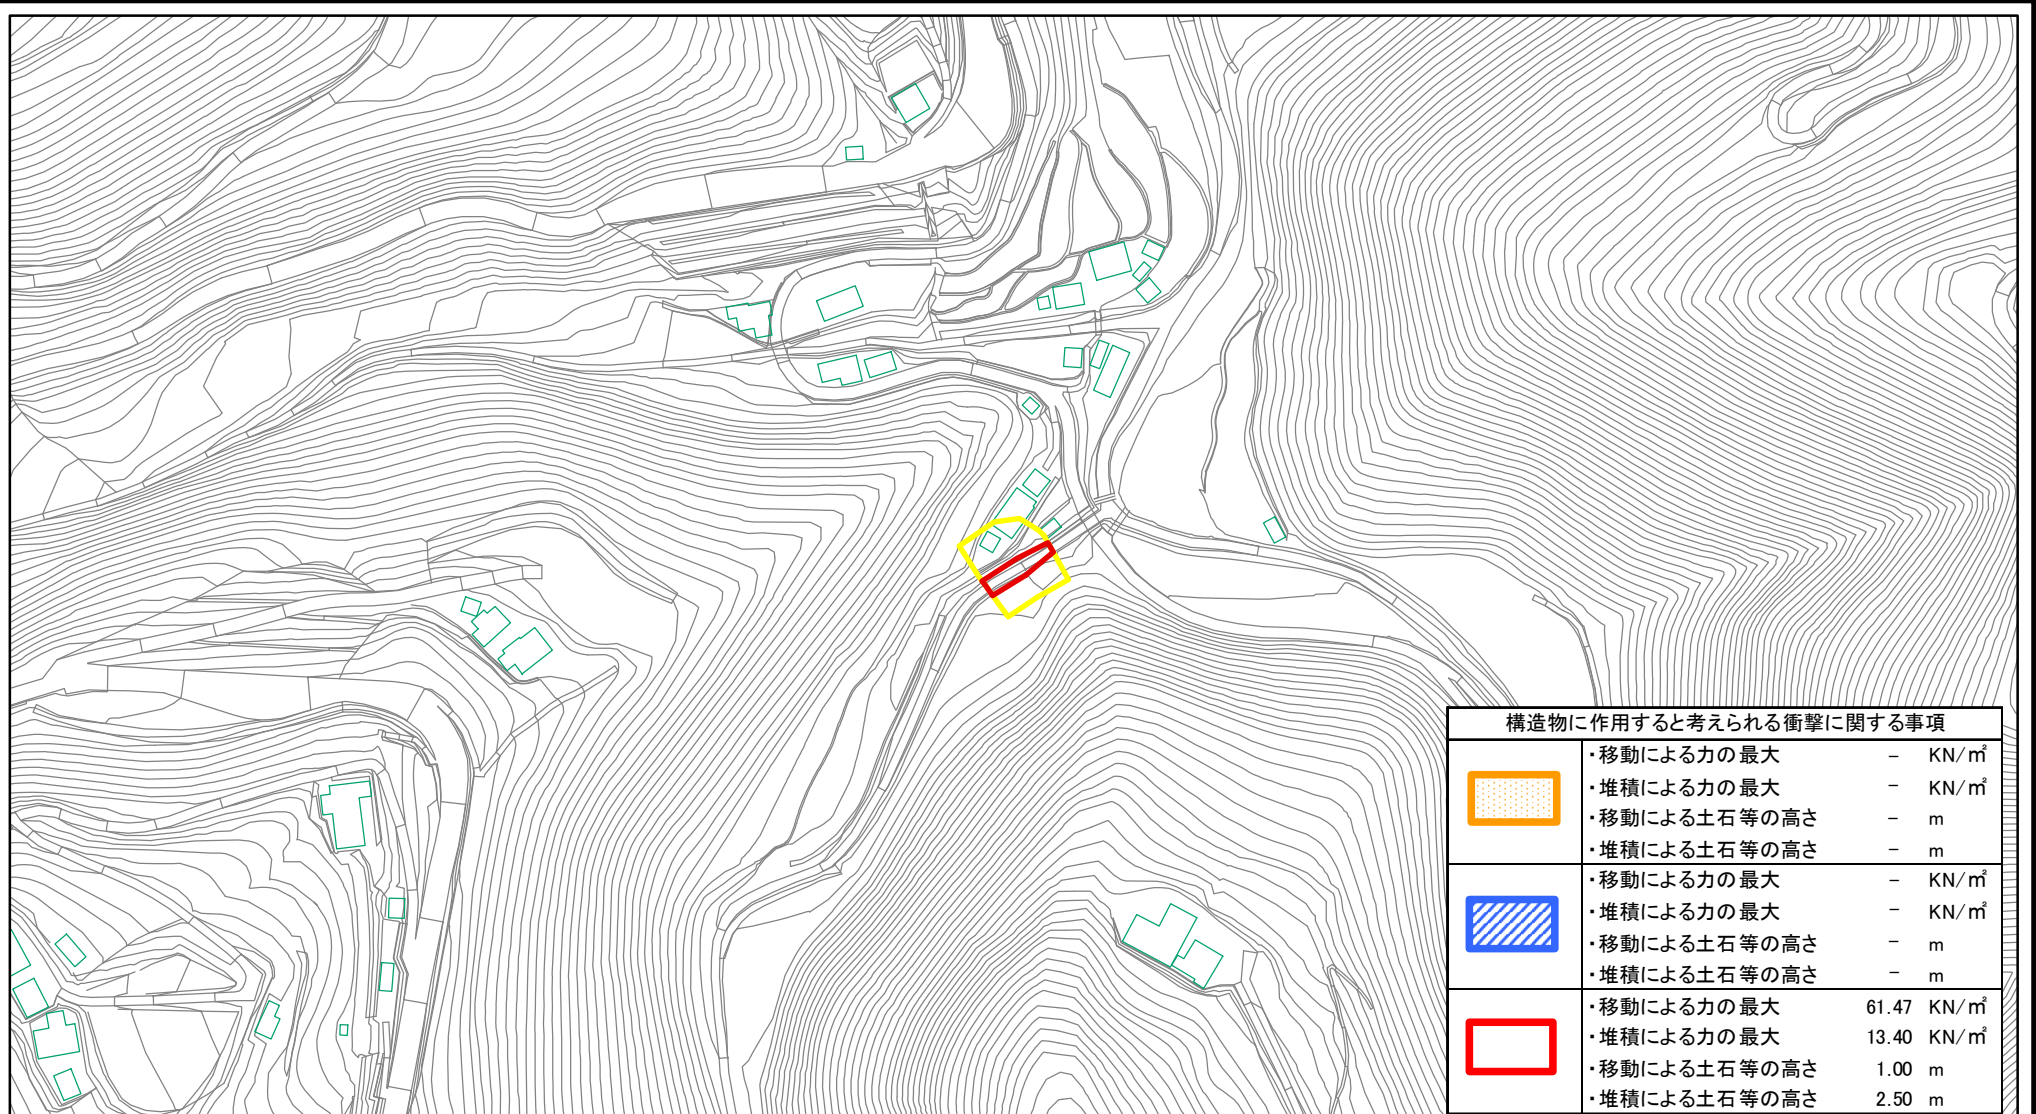 構造物に作用すると考えられる衝撃に関する事項
・移動による力の最大 － KN/㎡
・堆積による力の最大 － KN/㎡
・移動による土石等の高さ － m
・堆積による土石等の高さ － m
・移動による力の最大 － KN/㎡
・堆積による力の最大 － KN/㎡
・移動による土石等の高さ － m
・堆積による土石等の高さ － m
・移動による力の最大 61.47 KN/㎡
・堆積による力の最大 13.40 KN/㎡
・移動による土石等の高さ 1.00 m
・堆積による土石等の高さ 2.50 m